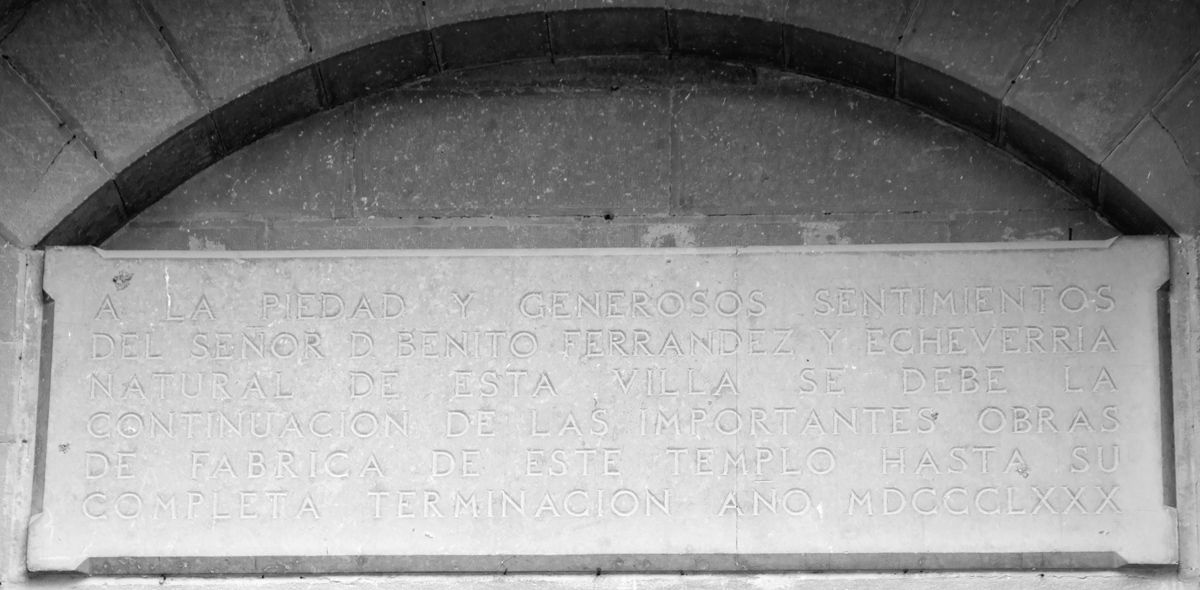 A LA PIEDAD Y GENEROSOS SENTIMIENTOS
DEL SEÑOR D BENITO FERRANDEZ Y ECHEVERRIA
NATURAL DE ESTA VILLA SE DEBE LA
CONTINUACION DE LAS IMPORTANTES OBRAS
DE FABRICA DE ESTE TEMPLO HASTA SU
COMPLETA TERMINACION AÑO MDCCCLXXX